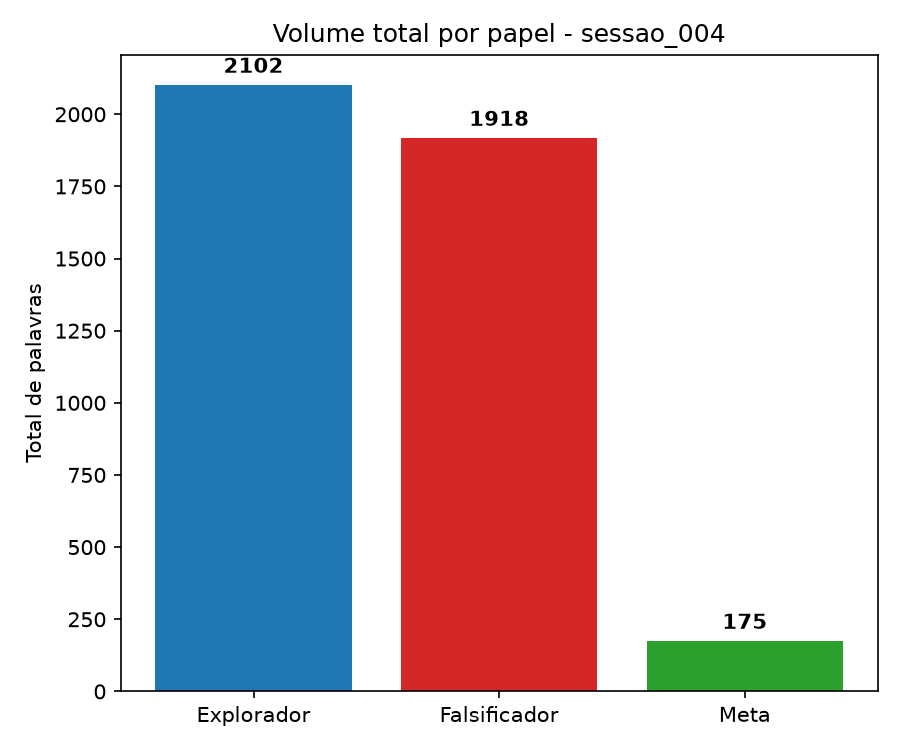 Volume total por papel - sessao_004
2102
1918
175
Total de palavras
2000
1750
1500
1250
1000
750
500
250
0
Explorador
Falsificador
Meta